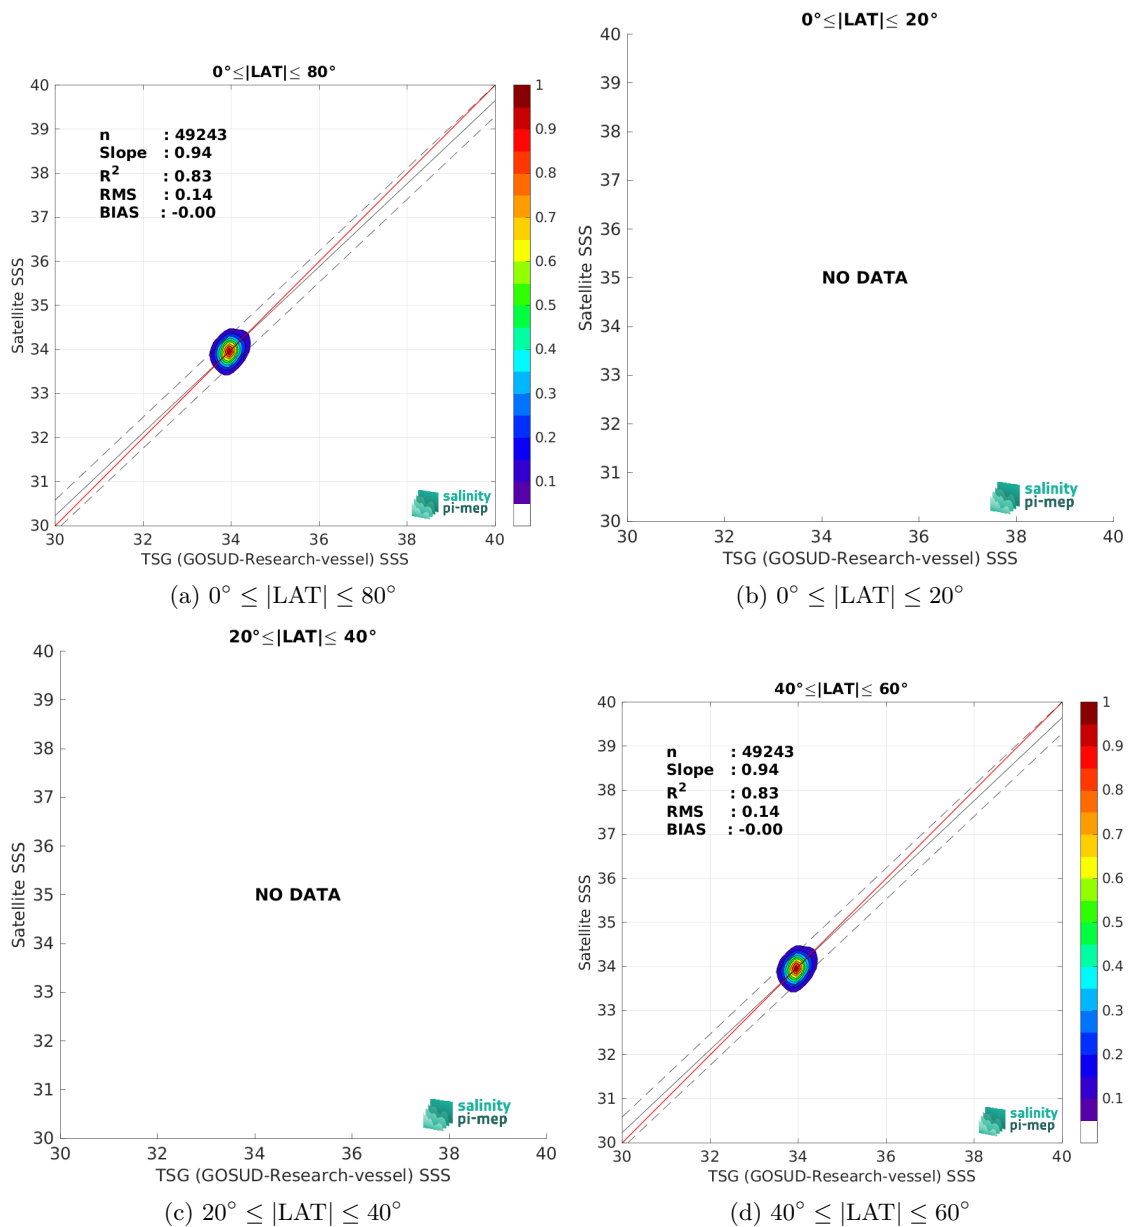 0°≤|LAT|≤ 80°
40
39
38
37
36
35
34
33
32
31
30
Satellite SSS
n : 49243
Slope : 0.94
R² : 0.83
RMS : 0.14
BIAS : -0.00
salinity
pi-mep
30 32 34 36 38 40
TSG (GOSUD-Research-vessel) SSS
1
0.9
0.8
0.7
0.6
0.5
0.4
0.3
0.2
0.1
(a) 0° ≤ |LAT| ≤ 80°
0°≤|LAT|≤ 20°
40
39
38
37
36
35
34
33
32
31
30
Satellite SSS
NO DATA
salinity
pi-mep
30 32 34 36 38 40
TSG (GOSUD-Research-vessel) SSS
(b) 0° ≤ |LAT| ≤ 20°
20°≤|LAT|≤ 40°
40
39
38
37
36
35
34
33
32
31
30
Satellite SSS
NO DATA
salinity
pi-mep
30 32 34 36 38 40
TSG (GOSUD-Research-vessel) SSS
(c) 20° ≤ |LAT| ≤ 40°
40°≤|LAT|≤ 60°
40
39
38
37
36
35
34
33
32
31
30
Satellite SSS
n : 49243
Slope : 0.94
R² : 0.83
RMS : 0.14
BIAS : -0.00
salinity
pi-mep
30 32 34 36 38 40
TSG (GOSUD-Research-vessel) SSS
1
0.9
0.8
0.7
0.6
0.5
0.4
0.3
0.2
0.1
(d) 40° ≤ |LAT| ≤ 60°